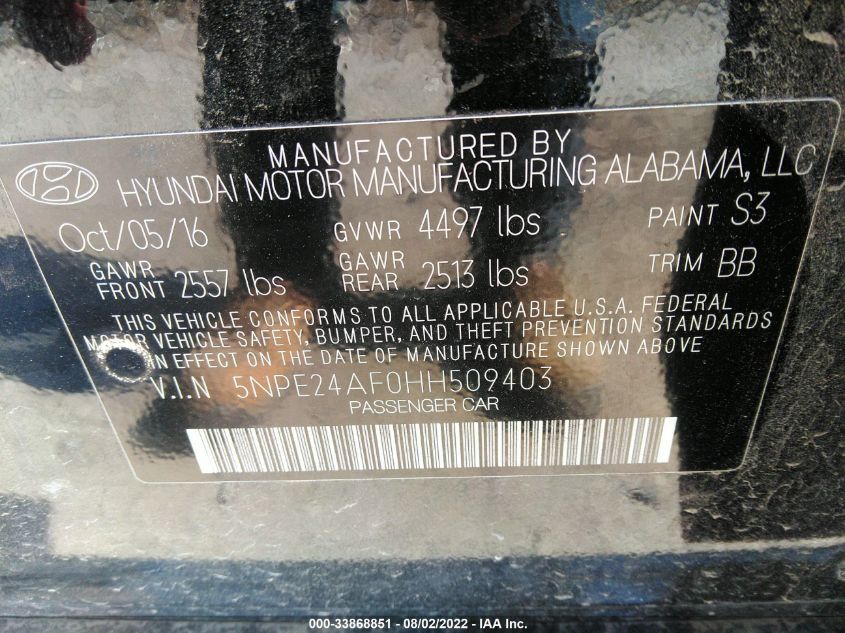 MANUFACTURED BY
HYUNDAI MOTOR MANUFACTURING ALABAMA, LLC
Oct/05/16 GVWR 4497 lbs PAINT S3
GAWR FRONT 2557 lbs GAWR REAR 2513 lbs TRIM BB
THIS VEHICLE CONFORMS TO ALL APPLICABLE U.S.A. FEDERAL
MOTOR VEHICLE SAFETY, BUMPER, AND THEFT PREVENTION STANDARDS
IN EFFECT ON THE DATE OF MANUFACTURE SHOWN ABOVE
V.I.N 5NPE24AF0HH509403
PASSENGER CAR
000-33868851 - 08/02/2022 - IAA Inc.